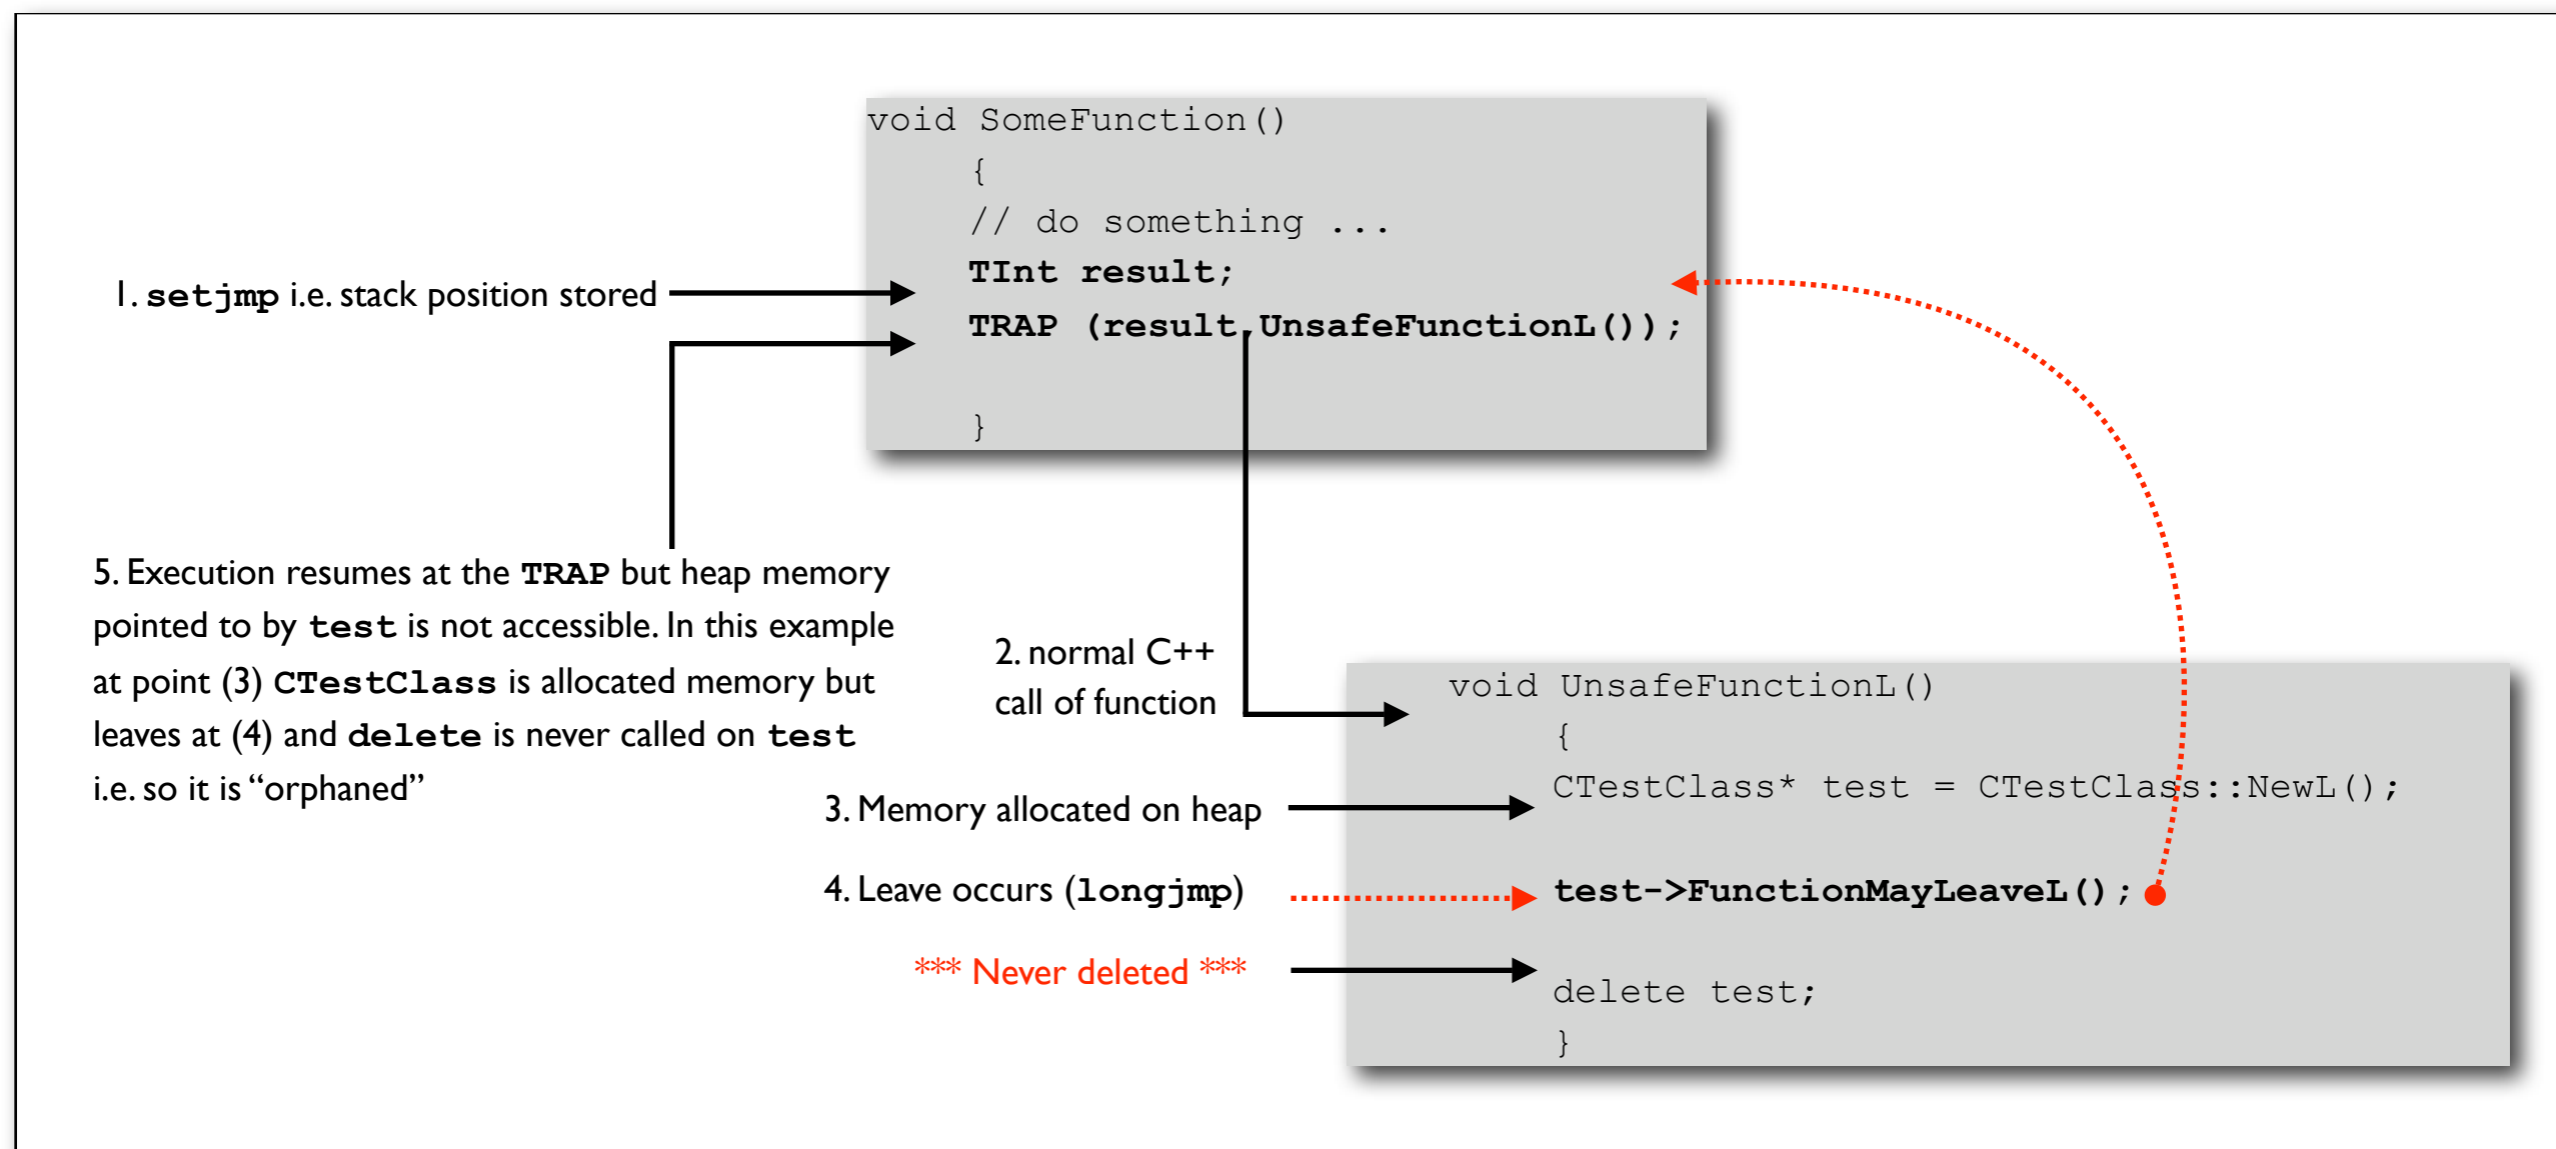 void SomeFunction()
{
// do something ...
TInt result;
TRAP (result,UnsafeFunctionL());
}
1. setjmp i.e. stack position stored
5. Execution resumes at the TRAP but heap memory
pointed to by test is not accessible. In this example
at point (3) CTestClass is allocated memory but
leaves at (4) and delete is never called on test
i.e. so it is “orphaned”
2. normal C++
call of function
3. Memory allocated on heap
4. Leave occurs (longjmp)
*** Never deleted ***
void UnsafeFunctionL()
{
CTestClass* test = CTestClass::NewL();
test->FunctionMayLeaveL();
delete test;
}